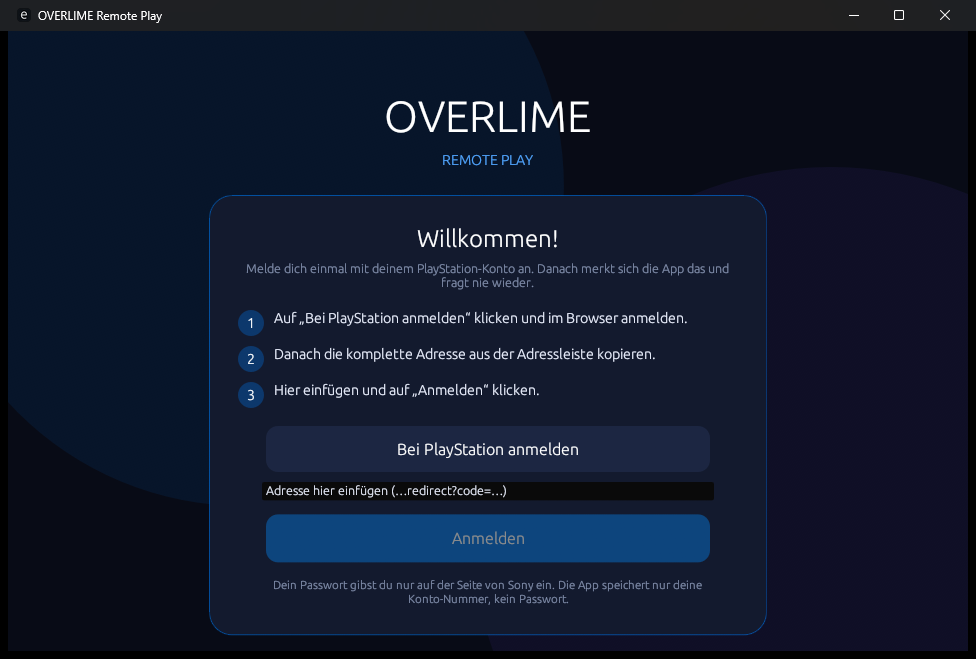 e OVERLIME Remote Play
OVERLIME
REMOTE PLAY
Willkommen!
Melde dich einmal mit deinem PlayStation-Konto an. Danach merkt sich die App das und
fragt nie wieder.
1 Auf „Bei PlayStation anmelden“ klicken und im Browser anmelden.
2 Danach die komplette Adresse aus der Adressleiste kopieren.
3 Hier einfügen und auf „Anmelden“ klicken.
Bei PlayStation anmelden
Adresse hier einfügen (…redirect?code=…)
Anmelden
Dein Passwort gibst du nur auf der Seite von Sony ein. Die App speichert nur deine
Konto-Nummer, kein Passwort.